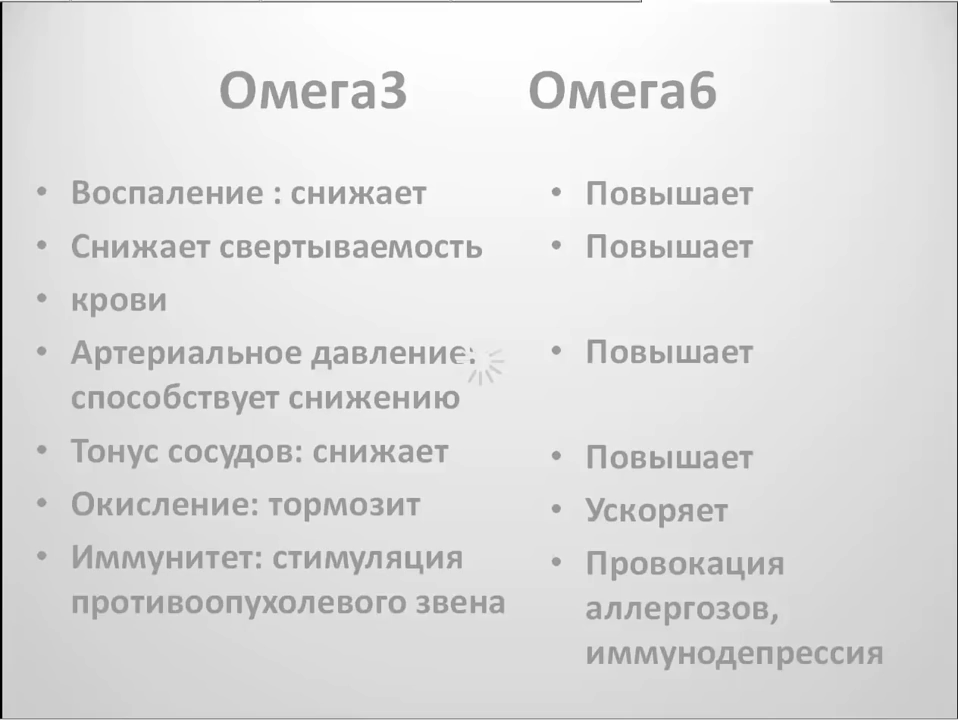 Омега3 Омега6
• Воспаление : снижает
• Снижает свертываемость
• крови
• Артериальное давление:
способствует снижению
• Тонус сосудов: снижает
• Окисление: тормозит
• Иммунитет: стимуляция
противоопухолевого звена
• Повышает
• Повышает
• Повышает
• Повышает
• Ускоряет
• Провокация
аллергозов,
иммунодепрессия